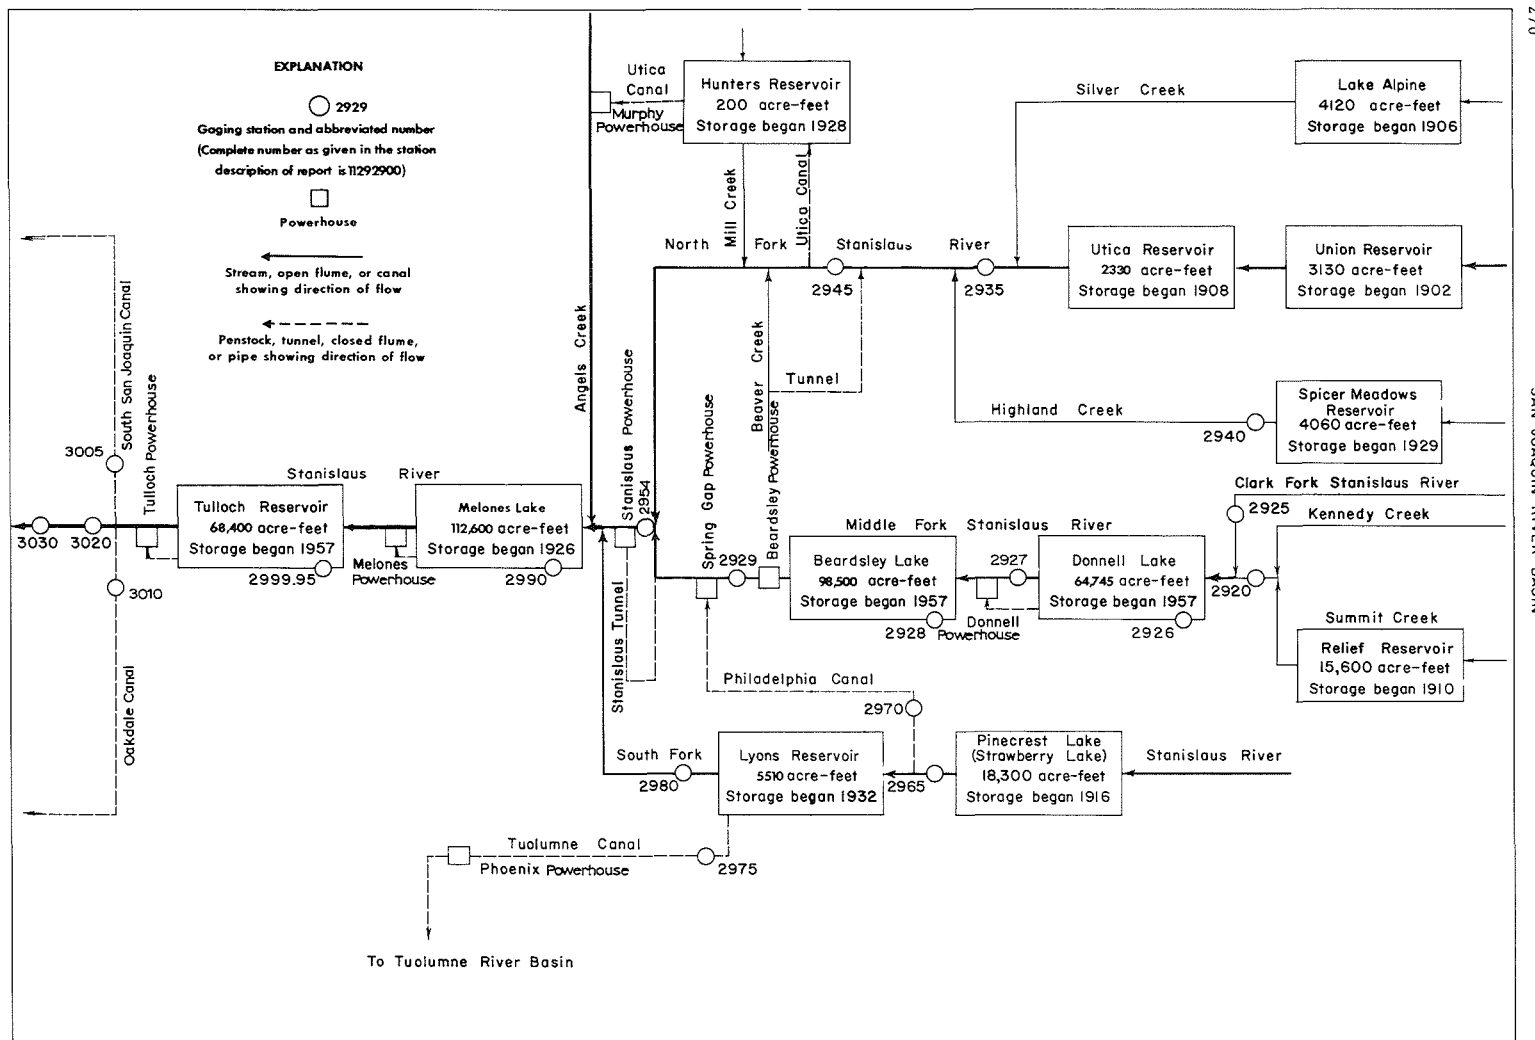 270
SAN JOAQUIN RIVER BASIN
EXPLANATION
2929
Gaging station and abbreviated number
(Complete number as given in the station
description of report is 11292900)
Powerhouse
Stream, open flume, or canal
showing direction of flow
Penstock, tunnel, closed flume,
or pipe showing direction of flow
Utica
Canal
Murphy
Powerhouse
Hunters Reservoir
200 acre-feet
Storage began 1928
Silver Creek
Lake Alpine
4120 acre-feet
Storage began 1906
Mill Creek
Utica Canal
North Fork Stanislaus River
2945
2935
Utica Reservoir
2330 acre-feet
Storage began 1908
Union Reservoir
3130 acre-feet
Storage began 1902
Angels Creek
Beaver Creek
Tunnel
Highland Creek
2940
Spicer Meadows
Reservoir
4060 acre-feet
Storage began 1929
South San Joaquin Canal
3005
Tulloch Powerhouse
Stanislaus River
3030
3020
3010
Oakdale Canal
Tulloch Reservoir
68,400 acre-feet
Storage began 1957
2999.95
Melones
Powerhouse
Melones Lake
112,600 acre-feet
Storage began 1926
2990
Stanislaus Powerhouse
2954
Stanislaus Tunnel
Spring Gap Powerhouse
2929
Beardsley Powerhouse
Middle Fork Stanislaus River
Beardsley Lake
98,500 acre-feet
Storage began 1957
2928
2927
Donnell
Powerhouse
Donnell Lake
64,745 acre-feet
Storage began 1957
2926
Clark Fork Stanislaus River
2925
Kennedy Creek
2920
Summit Creek
Relief Reservoir
15,600 acre-feet
Storage began 1910
Philadelphia Canal
2970
South Fork
2980
Lyons Reservoir
5510 acre-feet
Storage began 1932
2965
Pinecrest Lake
(Strawberry Lake)
18,300 acre-feet
Storage began 1916
Stanislaus River
Tuolumne Canal
Phoenix Powerhouse
2975
To Tuolumne River Basin